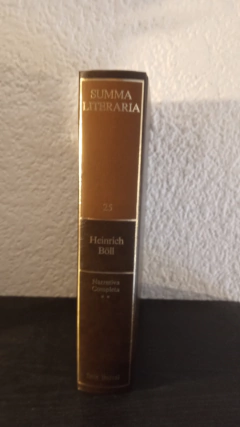 SUMMA
LITERARIA
25
Heinrich
Böll
Narrativa
Completa